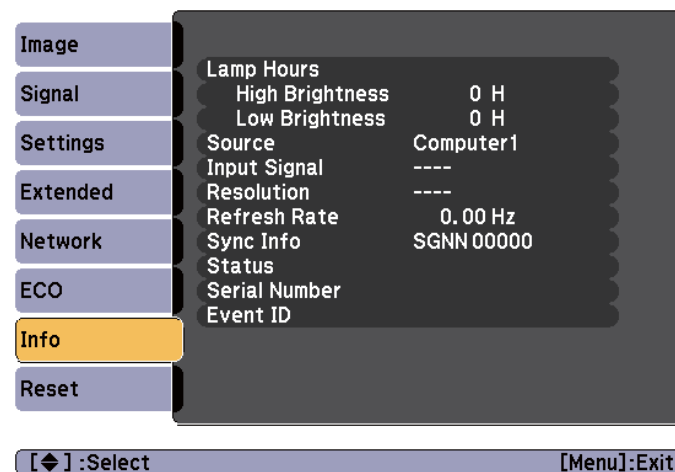 Image
Signal
Settings
Extended
Network
ECO
Info
Reset
Lamp Hours
High Brightness 0 H
Low Brightness 0 H
Source Computer1
Input Signal ----
Resolution ----
Refresh Rate 0.00 Hz
Sync Info SGNN 00000
Status
Serial Number
Event ID
[◆] :Select [Menu]:Exit